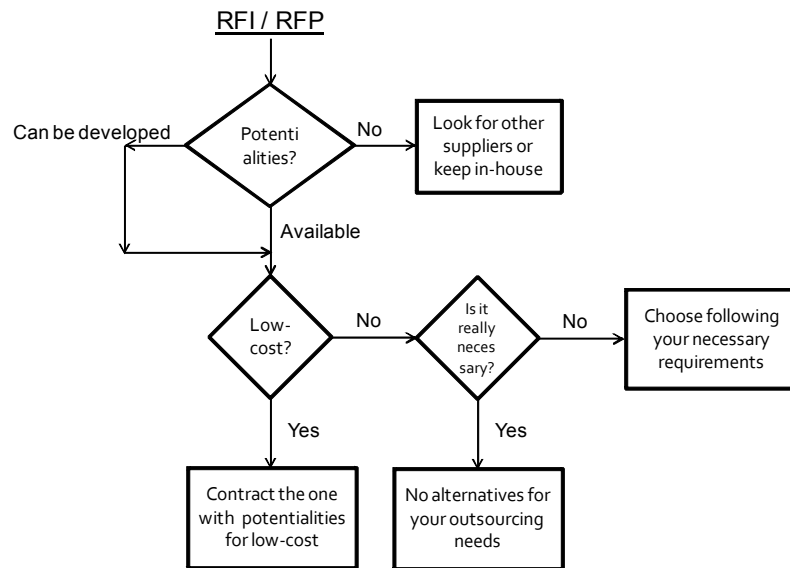 RFI / RFP
Can be developed
Potenti
alities?
No
Look for other
suppliers or
keep in-house
Available
Low-
cost?
No
Is it
really
neces
sary?
No
Choose following
your necessary
requirements
Yes
Yes
Contract the one
with potentialities
for low-cost
No alternatives for
your outsourcing
needs